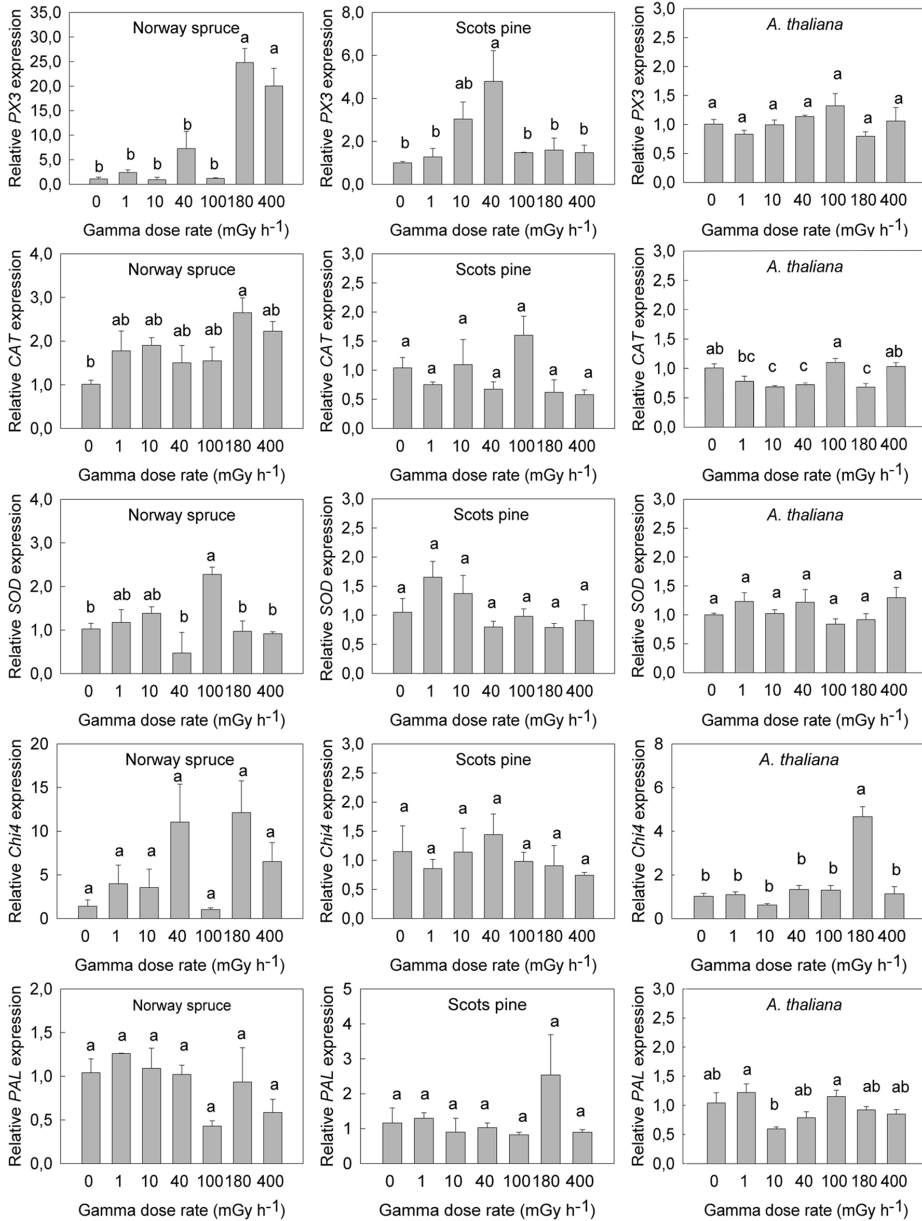 Norway spruce
Relative PX3 expression
35,0
30,0
25,0
20,0
15,0
10,0
5,0
0,0
b b b b b a a
0 1 10 40 100 180 400
Gamma dose rate (mGy h-1)
Scots pine
Relative PX3 expression
8,0
6,0
4,0
2,0
0,0
b b ab a b b b
0 1 10 40 100 180 400
Gamma dose rate (mGy h-1)
A. thaliana
Relative PX3 expression
3,0
2,5
2,0
1,5
1,0
0,5
0,0
a a a a a a a
0 1 10 40 100 180 400
Gamma dose rate (mGy h-1)
Norway spruce
Relative CAT expression
4,0
3,0
2,0
1,0
0,0
b ab ab ab ab a ab
0 1 10 40 100 180 400
Gamma dose rate (mGy h-1)
Scots pine
Relative CAT expression
3,0
2,5
2,0
1,5
1,0
0,5
0,0
a a a a a a a
0 1 10 40 100 180 400
Gamma dose rate (mGy h-1)
A. thaliana
Relative CAT expression
3,0
2,5
2,0
1,5
1,0
0,5
0,0
ab bc c c a c ab
0 1 10 40 100 180 400
Gamma dose rate (mGy h-1)
Norway spruce
Relative SOD expression
4,0
3,0
2,0
1,0
0,0
b ab ab b a b b
0 1 10 40 100 180 400
Gamma dose rate (mGy h-1)
Scots pine
Relative SOD expression
3,0
2,5
2,0
1,5
1,0
0,5
0,0
a a a a a a a
0 1 10 40 100 180 400
Gamma dose rate (mGy h-1)
A. thaliana
Relative SOD expression
3,0
2,5
2,0
1,5
1,0
0,5
0,0
a a a a a a a
0 1 10 40 100 180 400
Gamma dose rate (mGy h-1)
Norway spruce
Relative Chi4 expression
20
15
10
5
0
a a a a a a a
0 1 10 40 100 180 400
Gamma dose rate (mGy h-1)
Scots pine
Relative Chi4 expression
3,0
2,5
2,0
1,5
1,0
0,5
0,0
a a a a a a a
0 1 10 40 100 180 400
Gamma dose rate (mGy h-1)
A. thaliana
Relative Chi4 expression
8
6
4
2
0
b b b b b a b
0 1 10 40 100 180 400
Gamma dose rate (mGy h-1)
Norway spruce
Relative PAL expression
2,0
1,5
1,0
0,5
0,0
a a a a a a a
0 1 10 40 100 180 400
Gamma dose rate (mGy h-1)
Scots pine
Relative PAL expression
5
4
3
2
1
0
a a a a a a a
0 1 10 40 100 180 400
Gamma dose rate (mGy h-1)
A. thaliana
Relative PAL expression
3,0
2,5
2,0
1,5
1,0
0,5
0,0
ab a b ab a ab ab
0 1 10 40 100 180 400
Gamma dose rate (mGy h-1)